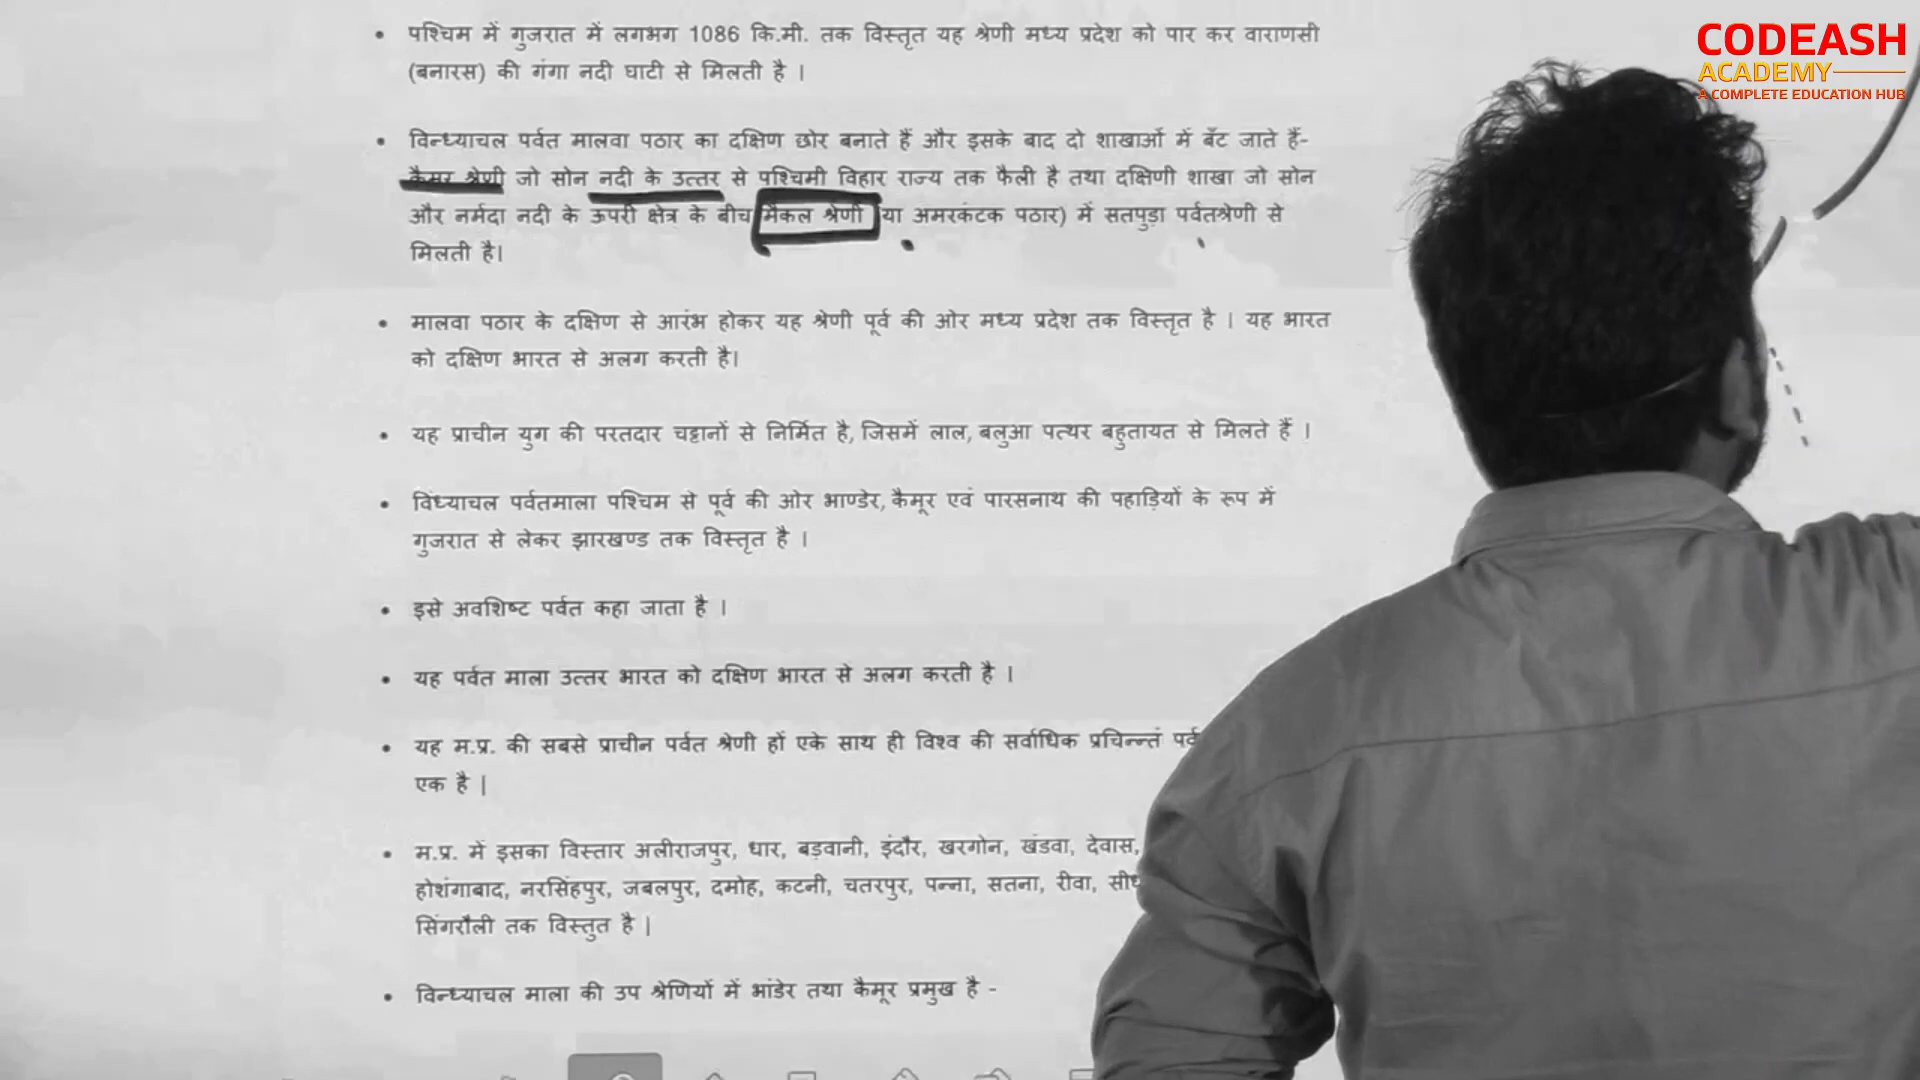 पश्चिम में गुजरात में लगभग 1086 कि.मी. तक विस्तृत यह श्रेणी मध्य प्रदेश को पार कर वाराणसी
(बनारस) की गंगा नदी घाटी से मिलती है ।
विन्ध्याचल पर्वत मालवा पठार का दक्षिण छोर बनाते हैं और इसके बाद दो शाखाओं में बँट जाते हैं-
कैमर श्रेणी जो सोन नदी के उत्तर से पश्चिमी विहार राज्य तक फैली है तथा दक्षिणी शाखा जो सोन
और नर्मदा नदी के ऊपरी क्षेत्र के बीच मैकल श्रेणी या अमरकंटक पठार) में सतपुड़ा पर्वतश्रेणी से
मिलती है।
मालवा पठार के दक्षिण से आरंभ होकर यह श्रेणी पूर्व की ओर मध्य प्रदेश तक विस्तृत है । यह भारत
को दक्षिण भारत से अलग करती है।
यह प्राचीन युग की परतदार चट्टानों से निर्मित है, जिसमें लाल, बलुआ पत्थर बहुतायत से मिलते हैं ।
विंध्याचल पर्वतमाला पश्चिम से पूर्व की ओर भाण्डेर, कैमूर एवं पारसनाथ की पहाड़ियों के रूप में
गुजरात से लेकर झारखण्ड तक विस्तृत है ।
इसे अवशिष्ट पर्वत कहा जाता है ।
यह पर्वत माला उत्तर भारत को दक्षिण भारत से अलग करती है ।
यह म.प्र. की सबसे प्राचीन पर्वत श्रेणी हों एके साथ ही विश्व की सर्वाधिक प्रचिन्न्तं पर्व
एक है |
म.प्र. में इसका विस्तार अलीराजपुर, धार, बड़वानी, इंदौर, खरगोन, खंडवा, देवास,
होशंगाबाद, नरसिंहपुर, जबलपुर, दमोह, कटनी, चतरपुर, पन्ना, सतना, रीवा, सीध
सिंगरौली तक विस्तुत है |
विन्ध्याचल माला की उप श्रेणियों में भांडेर तथा कैमूर प्रमुख है -
CODEASH
ACADEMY
A COMPLETE EDUCATION HUB